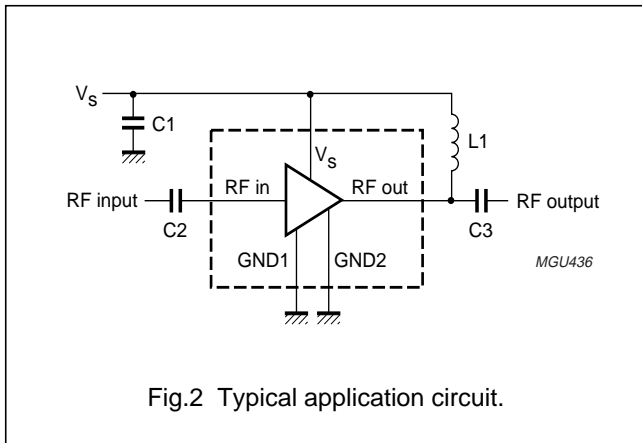 Vs
C1
L1
Vs
RF input
RF in
RF out
RF output
C2
C3
GND1
GND2
MGU436
Fig.2 Typical application circuit.